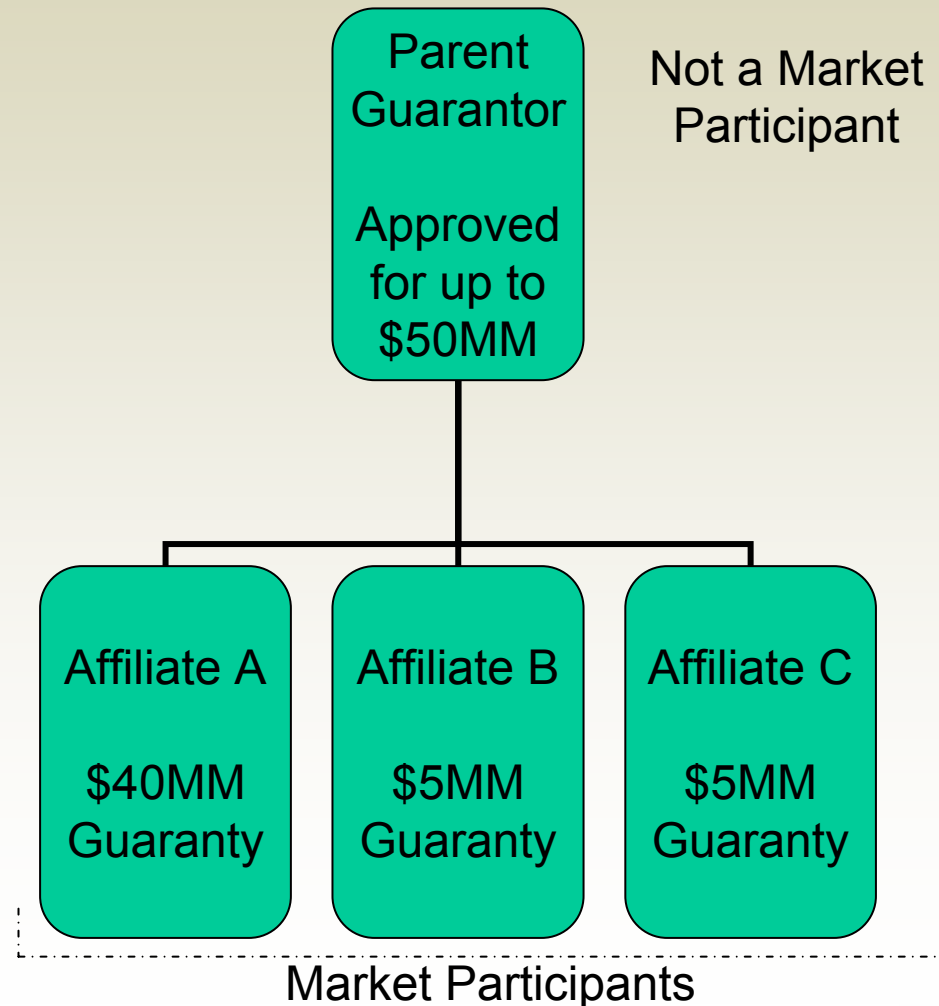 Parent
Guarantor
Approved
for up to
$50MM
Not a Market
Participant
Affiliate A
$40MM
Guaranty
Affiliate B
$5MM
Guaranty
Affiliate C
$5MM
Guaranty
Market Participants